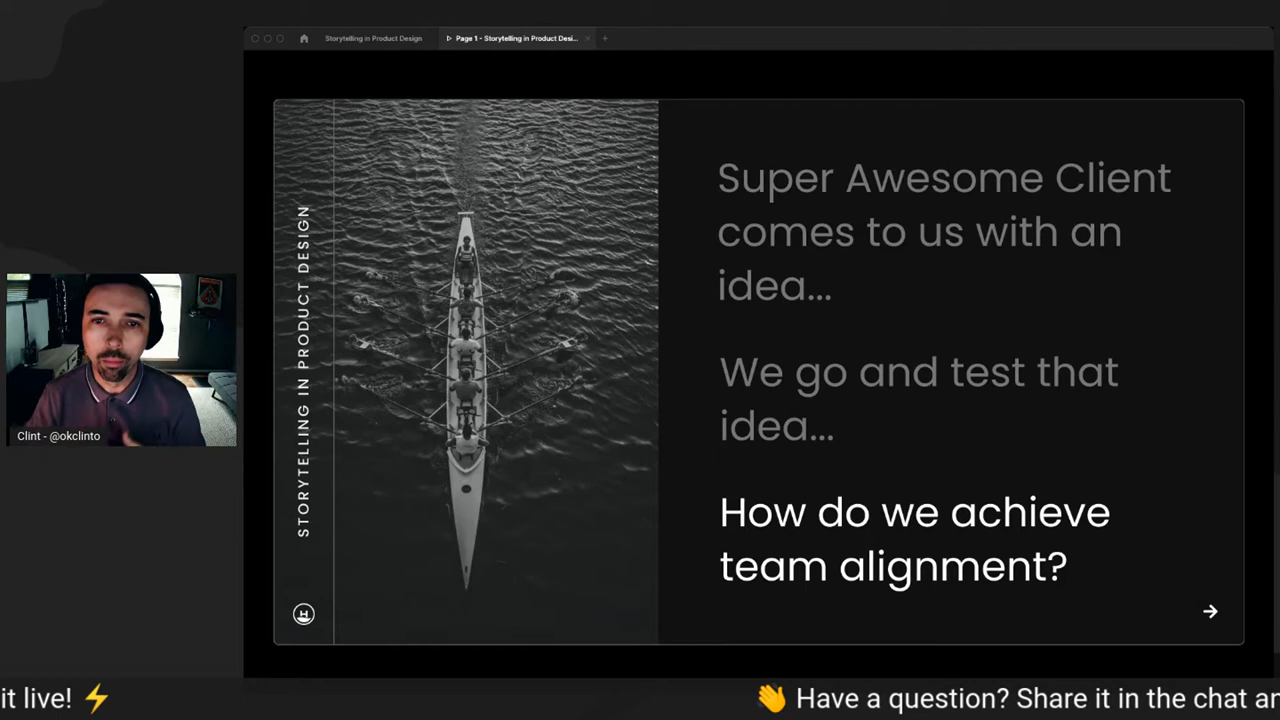 Storytelling in Product Design
Page 1 - Storytelling in Product Desi...
STORYTELLING IN PRODUCT DESIGN
Super Awesome Client
comes to us with an
idea...
We go and test that
idea...
How do we achieve
team alignment?
Clint - @okclinto
it live! ⚡
👋 Have a question? Share it in the chat an